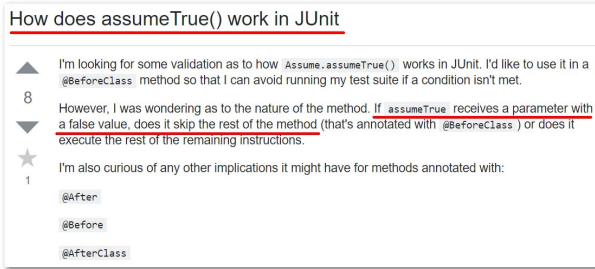 How does assumeTrue() work in JUnit
I'm looking for some validation as to how Assume.assumeTrue() works in JUnit. I'd like to use it in a
@BeforeClass method so that I can avoid running my test suite if a condition isn't met.
8
However, I was wondering as to the nature of the method. If assumeTrue receives a parameter with
a false value, does it skip the rest of the method (that's annotated with @BeforeClass) or does it
execute the rest of the remaining instructions.
1
I'm also curious of any other implications it might have for methods annotated with:
@After
@Before
@AfterClass